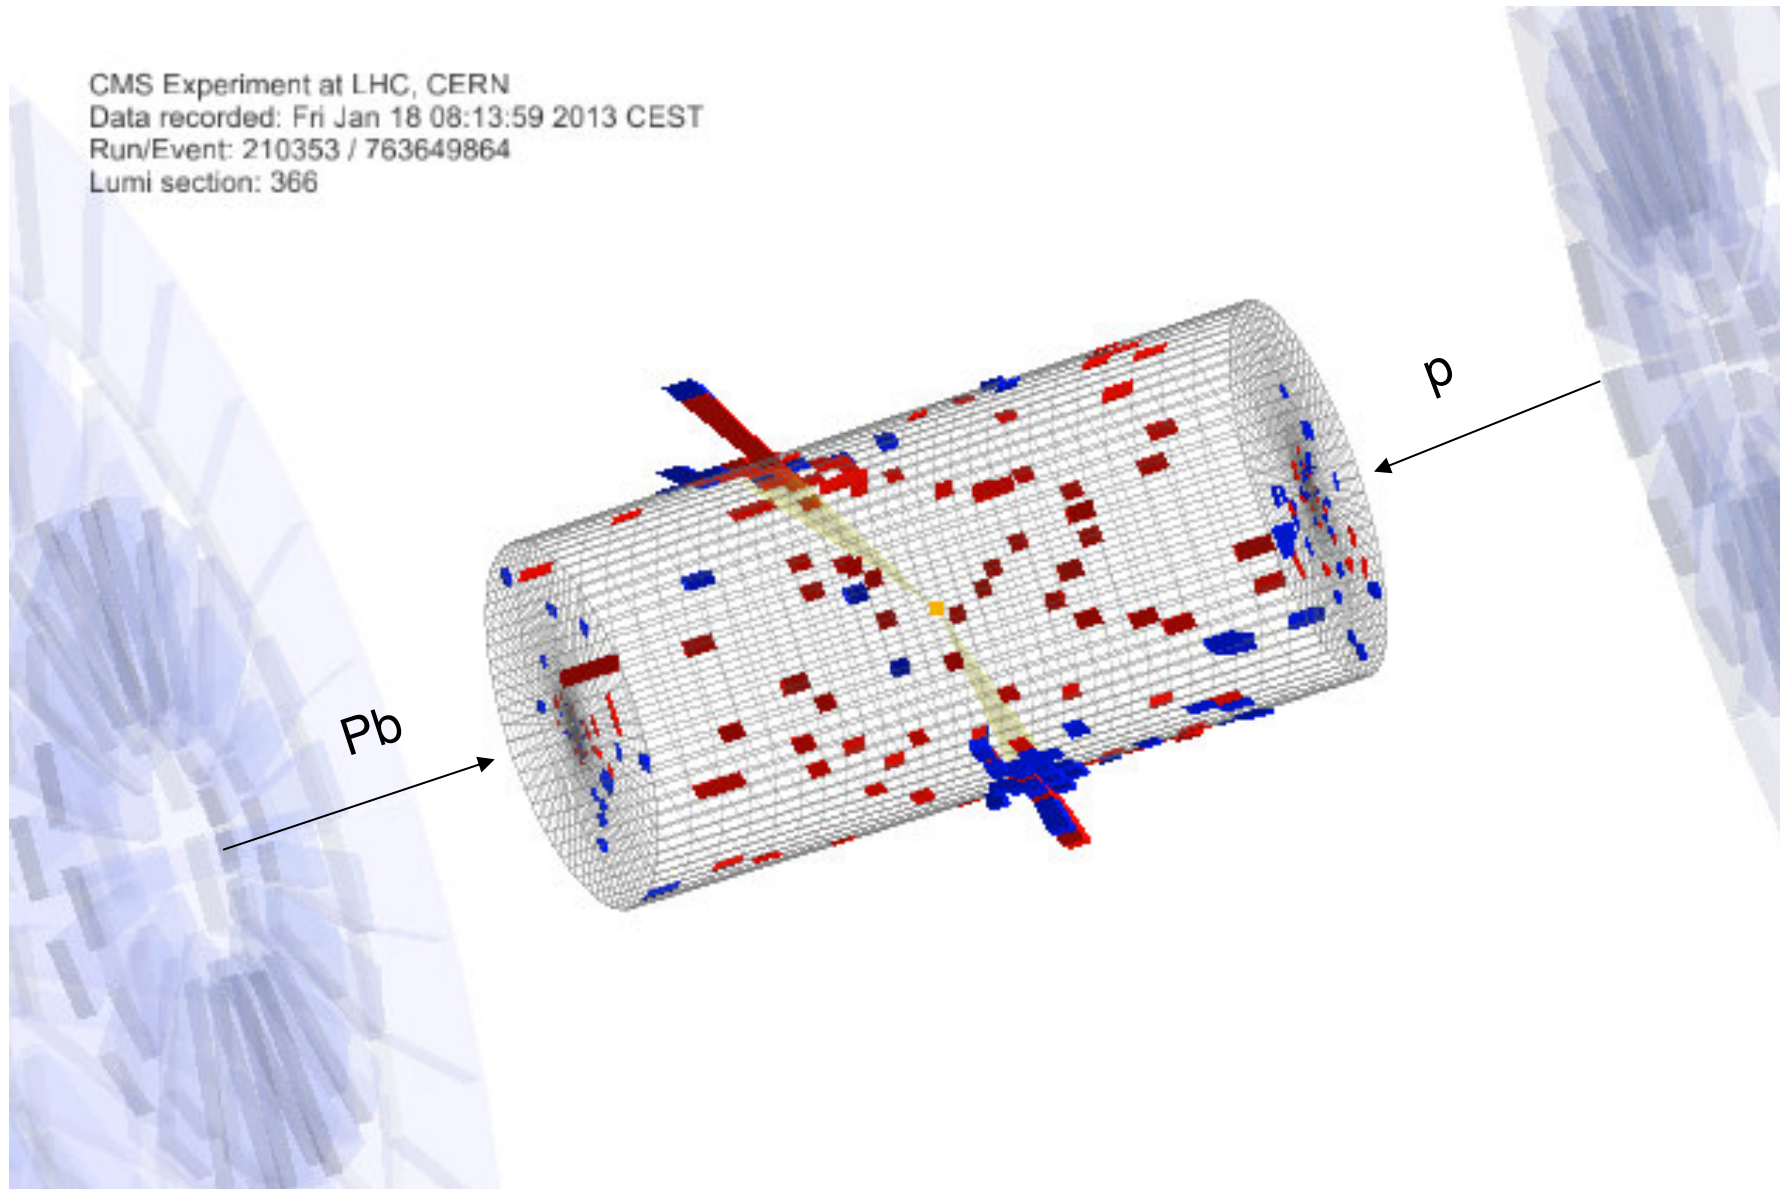 CMS Experiment at LHC, CERN
Data recorded: Fri Jan 18 08:13:59 2013 CEST
Run/Event: 210353 / 763649864
Lumi section: 366
p
Pb